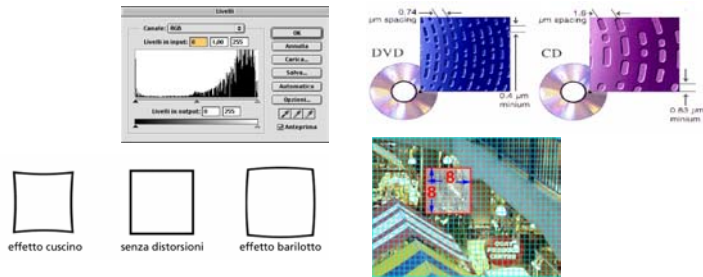 Livelli
Canale: RGB
Livelli in input: 0 1,00 255
OK
Annulla
Carica...
Salva...
Automatica
Opzioni...
Livelli in output: 0 255
Anteprima
0.74
µm spacing
DVD
0.4 µm
minium
1.6
µm spacing
CD
0.83 µm
minium
effetto cuscino
senza distorsioni
effetto barilotto
8
8
CENTRO